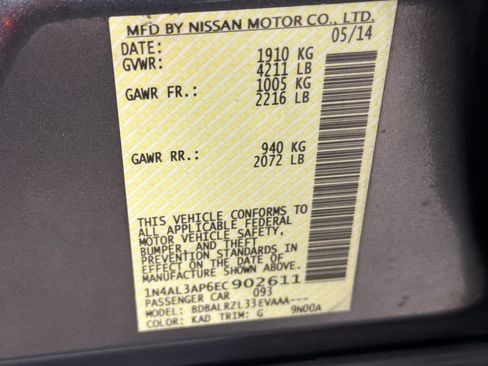 MFD BY NISSAN MOTOR CO., LTD.
DATE: 05/14
GVWR: 1910 KG
4211 LB
GAWR FR.: 1005 KG
2216 LB
GAWR RR.: 940 KG
2072 LB
THIS VEHICLE CONFORMS TO
ALL APPLICABLE FEDERAL
MOTOR VEHICLE SAFETY,
BUMPER, AND THEFT
PREVENTION STANDARDS IN
EFFECT ON THE DATE OF
MANUFACTURE SHOWN ABOVE.
1N4AL3AP6EC902611
PASSENGER CAR 093
MODEL: BDBALRZL33EVAAA---
COLOR: KAD TRIM: G 9N00A